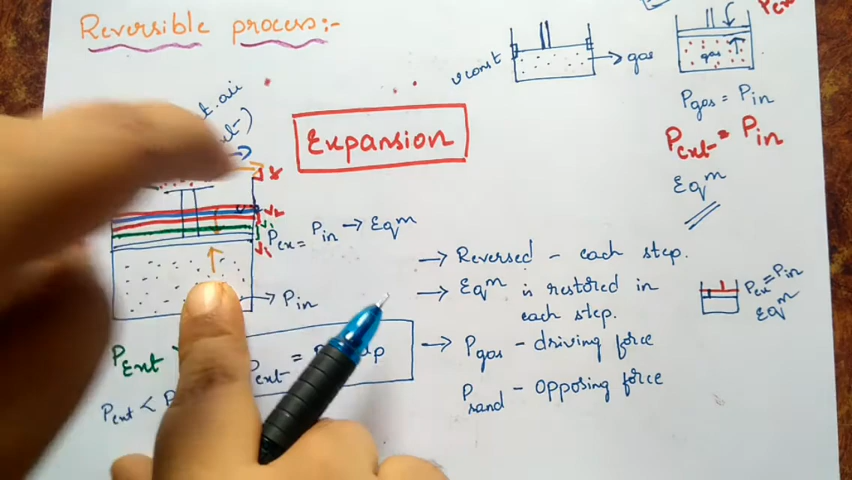 Reversible process:-
Expansion
v const
gas
gas
Pgas = Pin
Pext = Pin
Eqm
Pex = Pin → Eqm
Pin
→ Reversed - each step.
→ Eqm is restored in
each step.
→ Pgas - driving force
Psand - opposing force
Pex = Pin
Eqm
Pext
Pext <